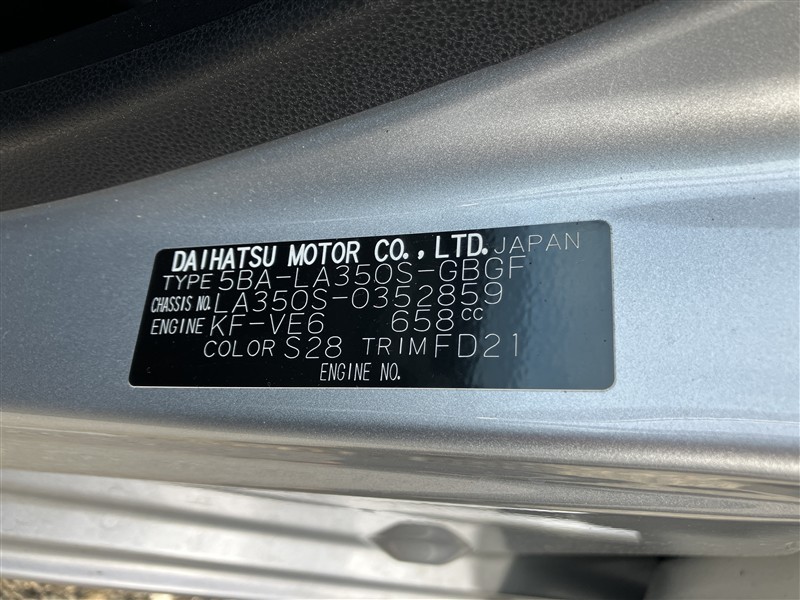 DAIHATSU MOTOR CO., LTD. JAPAN
TYPE 5BA-LA350S-GBGF
CHASSIS NO. LA350S-0352859
ENGINE KF-VE6 658cc
COLOR S28 TRIM FD21
ENGINE NO.